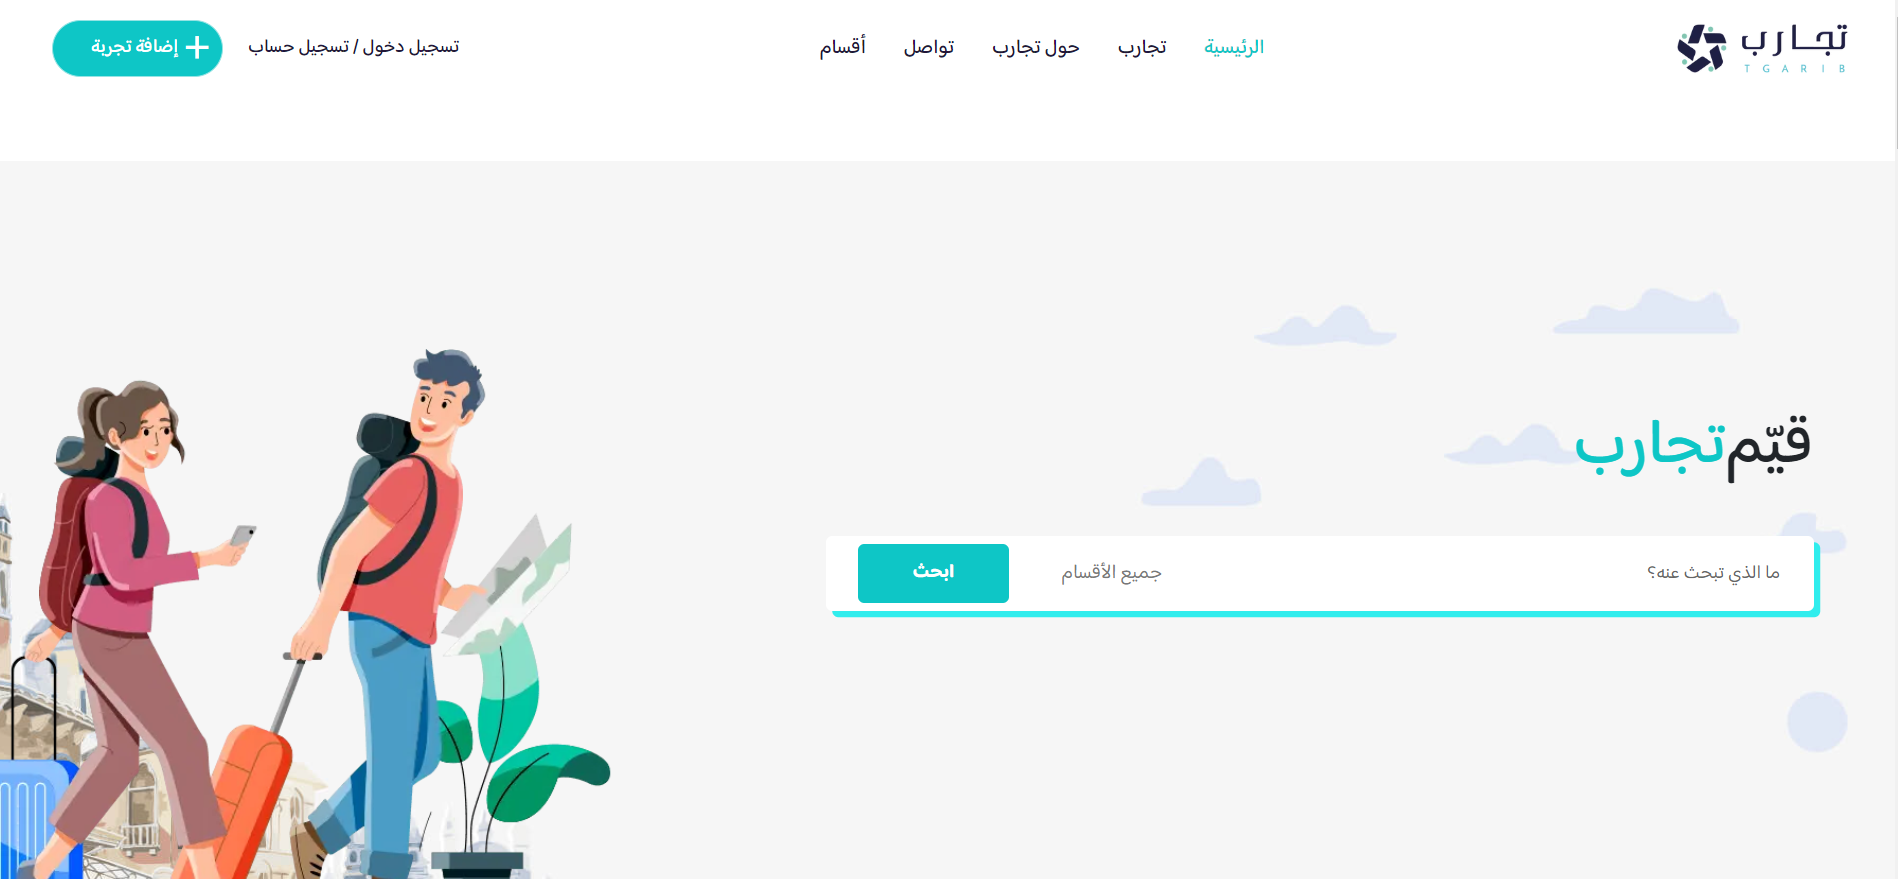 تجارب
TGARIB
الرئيسية
تجارب
حول تجارب
تواصل
أقسام
تسجيل دخول / تسجيل حساب
إضافة تجربة
قيّم تجارب
ما الذي تبحث عنه؟
جميع الأقسام
ابحث